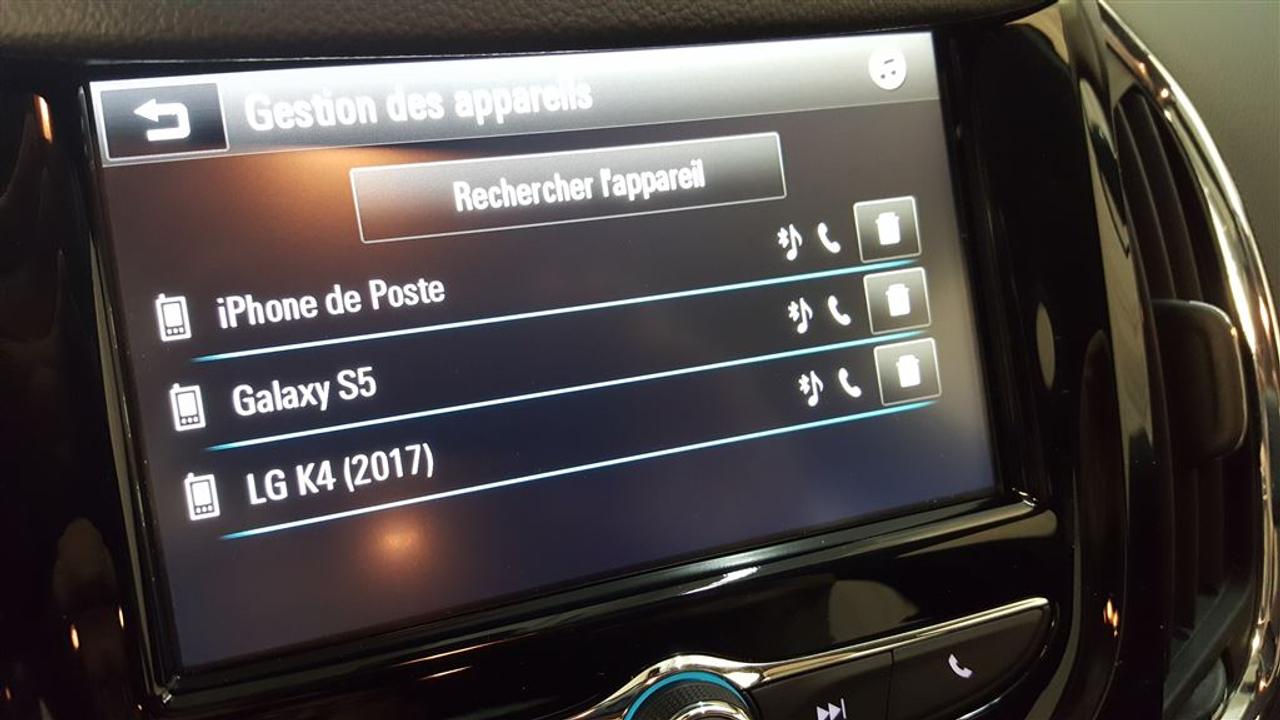 Gestion des appareils
Rechercher l'appareil
iPhone de Poste
Galaxy S5
LG K4 (2017)